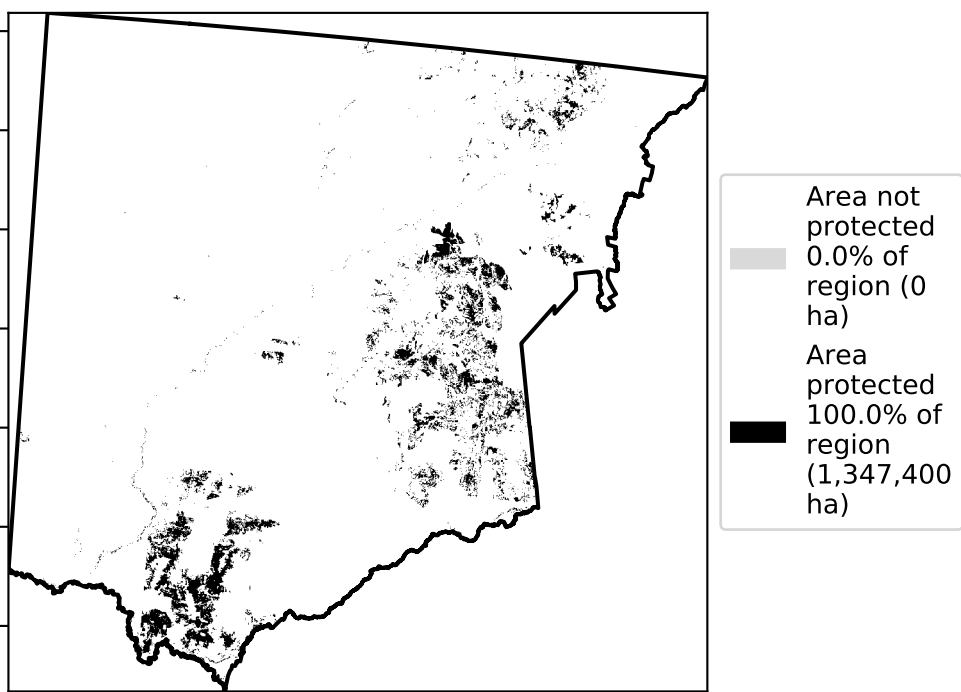 Area not
protected
0.0% of
region (0
ha)
Area
protected
100.0% of
region
(1,347,400
ha)